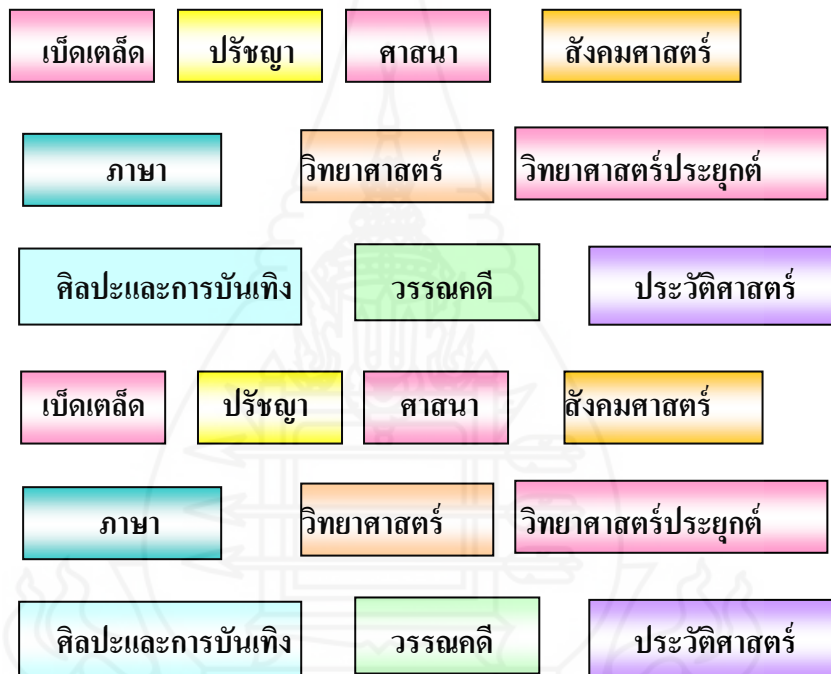 เบ็ดเตล็ด ปรัชญา ศาสนา สังคมศาสตร์
ภาษา วิทยาศาสตร์ วิทยาศาสตร์ประยุกต์
ศิลปะและการบันเทิง วรรณคดี ประวัติศาสตร์
เบ็ดเตล็ด ปรัชญา ศาสนา สังคมศาสตร์
ภาษา วิทยาศาสตร์ วิทยาศาสตร์ประยุกต์
ศิลปะและการบันเทิง วรรณคดี ประวัติศาสตร์